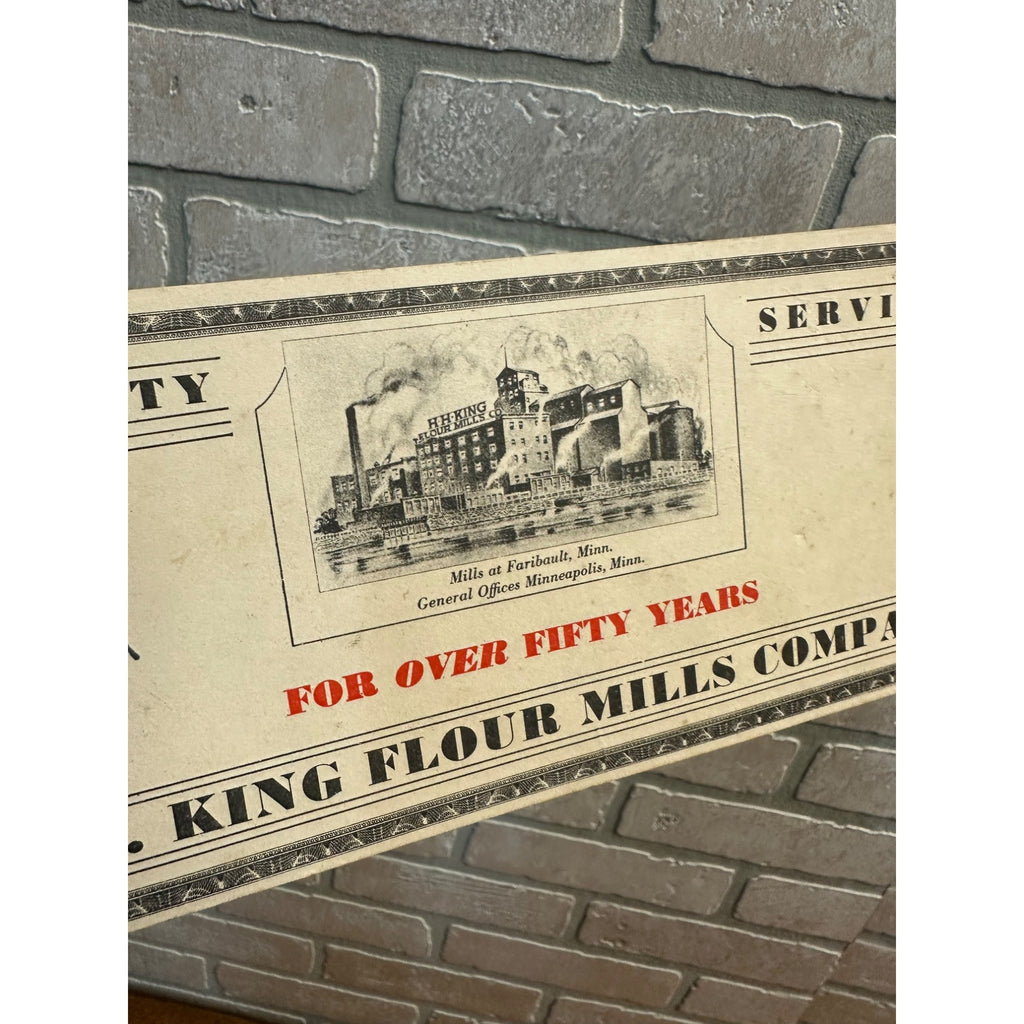 TY
SERVI
H·H·KING
FLOUR MILLS CO
Mills at Faribault, Minn.
General Offices Minneapolis, Minn.
FOR OVER FIFTY YEARS
. KING FLOUR MILLS COMPA